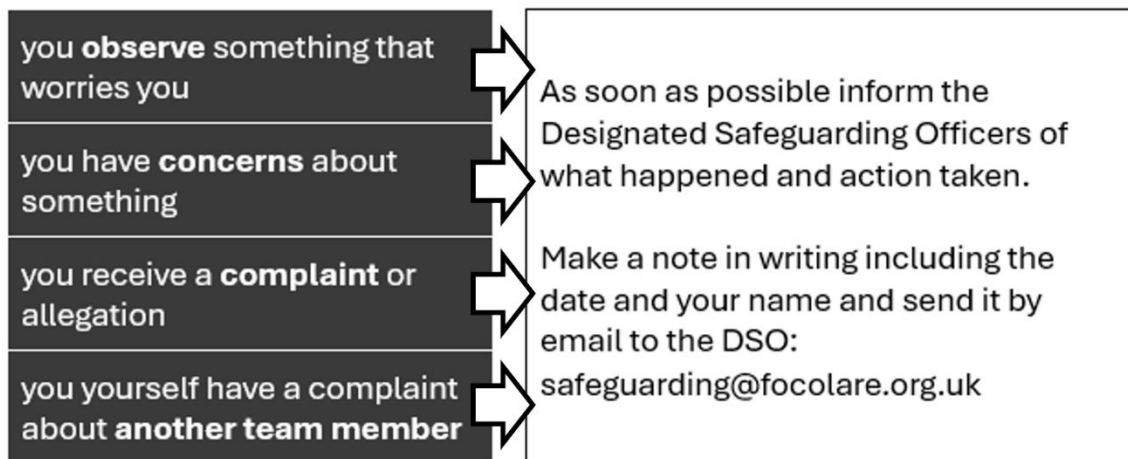 you observe something that
worries you
you have concerns about
something
you receive a complaint or
allegation
you yourself have a complaint
about another team member
As soon as possible inform the
Designated Safeguarding Officers of
what happened and action taken.
Make a note in writing including the
date and your name and send it by
email to the DSO:
safeguarding@focolare.org.uk